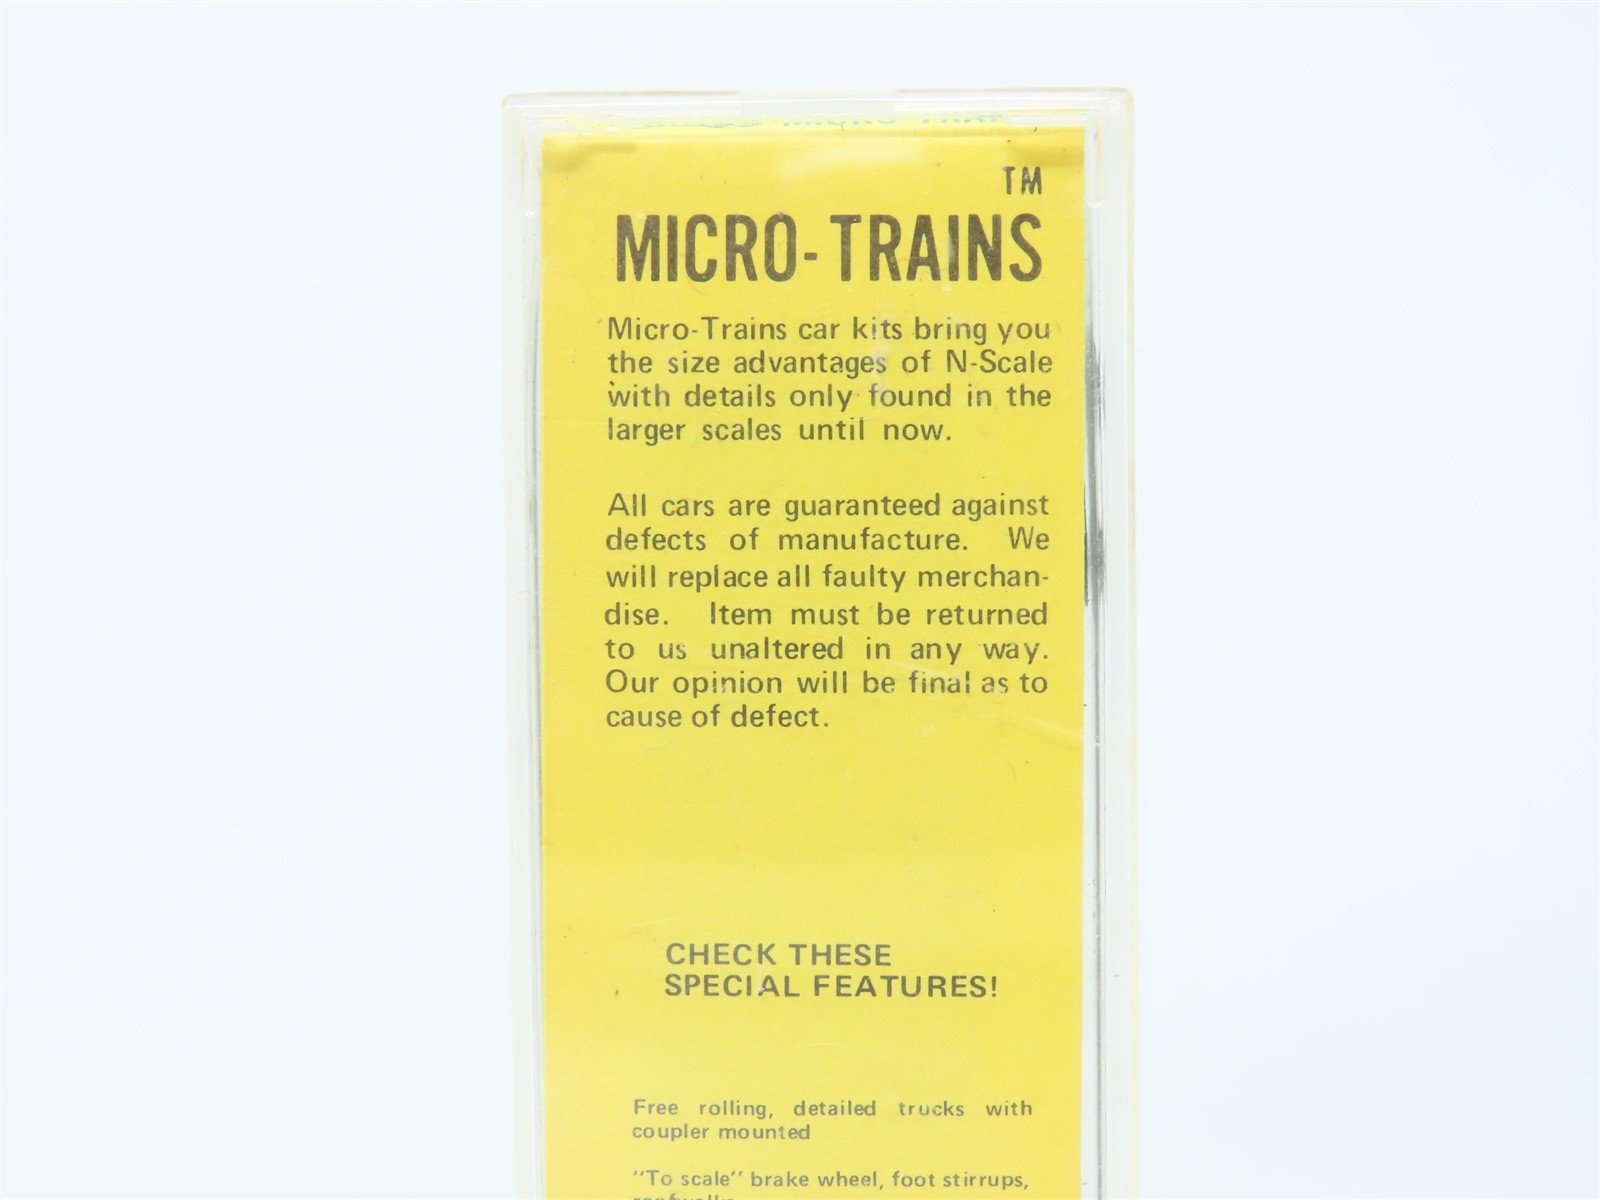 MICRO-TRAIN
TM
MICRO-TRAINS
Micro-Trains car kits bring you
the size advantages of N-Scale
with details only found in the
larger scales until now.
All cars are guaranteed against
defects of manufacture. We
will replace all faulty merchan-
dise. Item must be returned
to us unaltered in any way.
Our opinion will be final as to
cause of defect.
CHECK THESE
SPECIAL FEATURES!
Free rolling, detailed trucks with
coupler mounted
"To scale" brake wheel, foot stirrups,